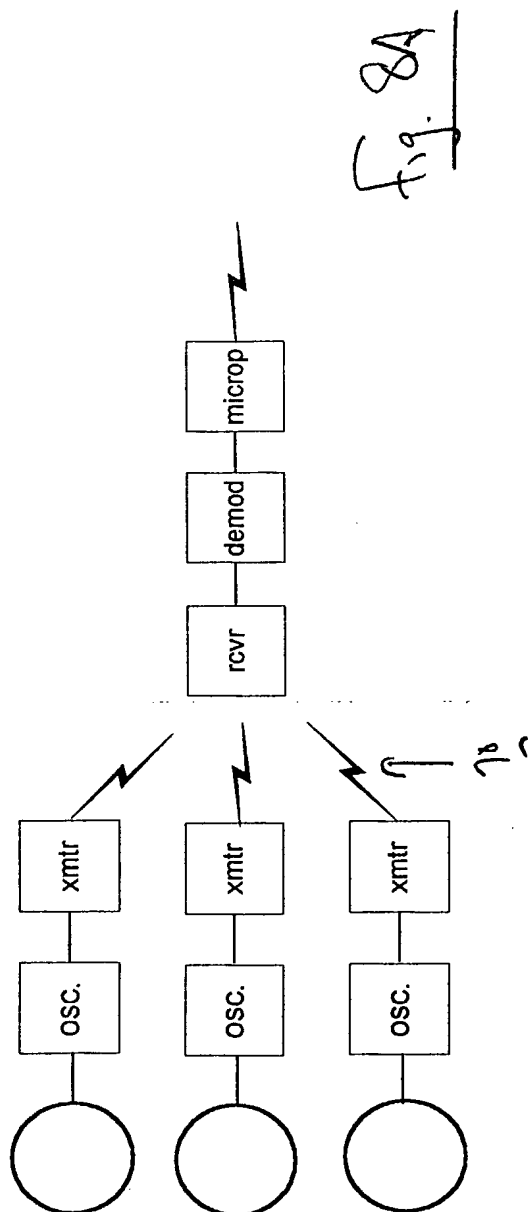 osc.
xmtr
osc.
xmtr
osc.
xmtr
rcvr
demod
microp
Fig. 8A